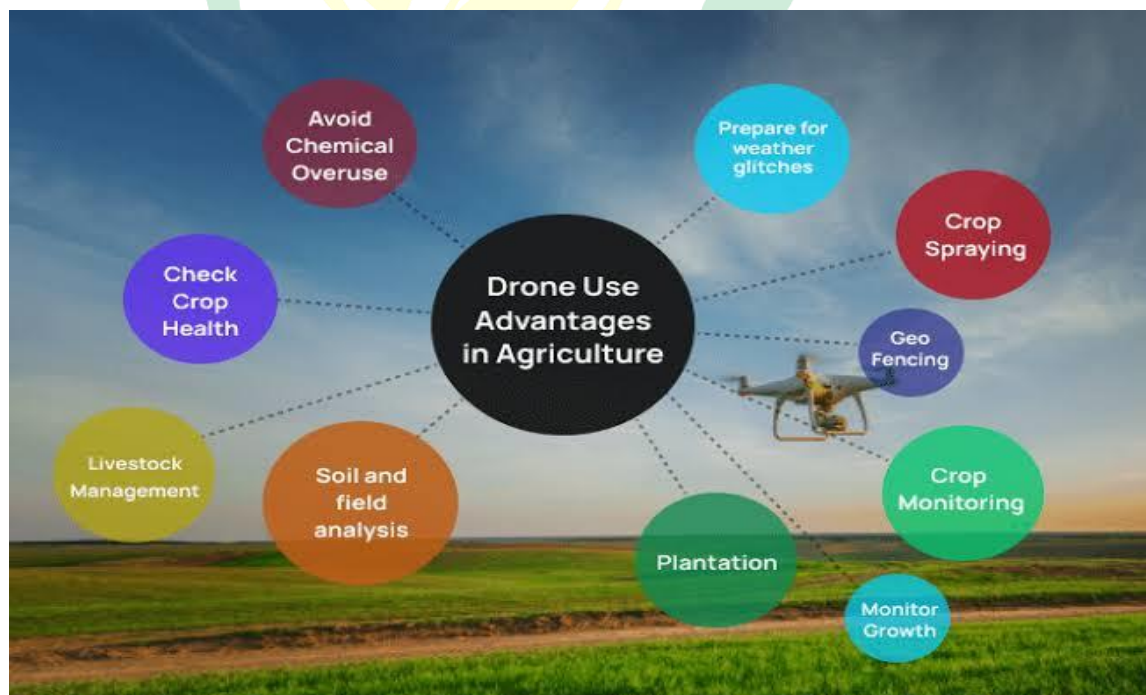 Avoid
Chemical
Overuse
Prepare for
weather
glitches
Crop
Spraying
Check
Crop
Health
Drone Use
Advantages
in Agriculture
Geo
Fencing
Livestock
Management
Soil and
field
analysis
Crop
Monitoring
Plantation
Monitor
Growth